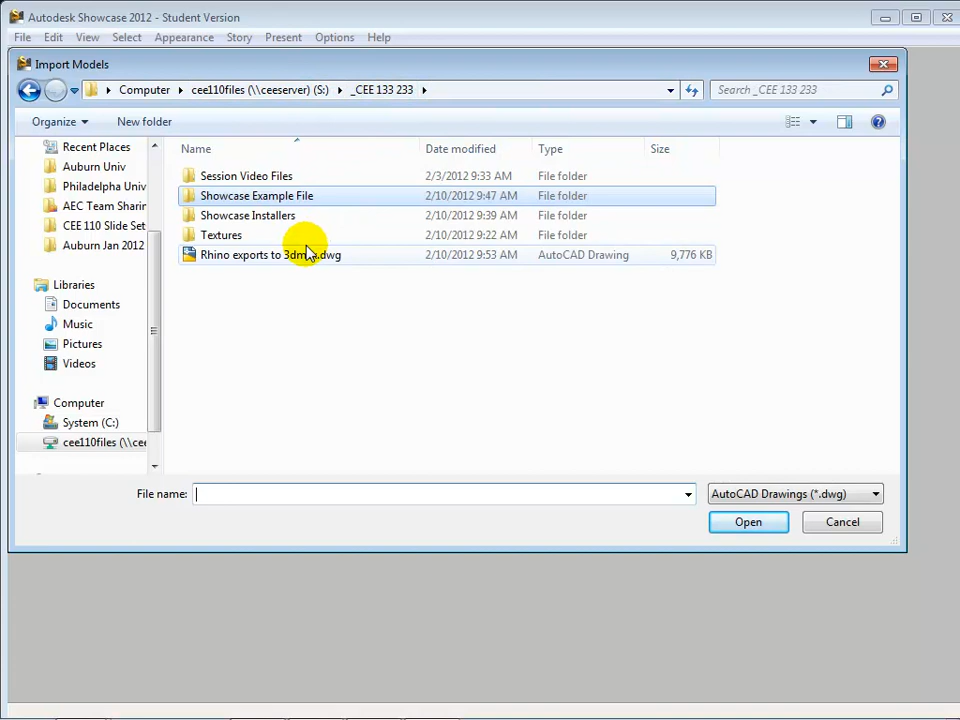 Autodesk Showcase 2012 - Student Version
File Edit View Select Appearance Story Present Options Help
Import Models
Computer cee110files (\\ceeserver) (S:) _CEE 133 233
Search _CEE 133 233
Organize New folder
Name Date modified Type Size
Recent Places
Auburn Univ
Philadelpha Univ
AEC Team Sharin
CEE 110 Slide Set
Auburn Jan 2012
Libraries
Documents
Music
Pictures
Videos
Computer
System (C:)
cee110files (\\cee
Session Video Files 2/3/2012 9:33 AM File folder
Showcase Example File 2/10/2012 9:47 AM File folder
Showcase Installers 2/10/2012 9:39 AM File folder
Textures 2/10/2012 9:22 AM File folder
Rhino exports to .dwg 2/10/2012 9:53 AM AutoCAD Drawing 9,776 KB
File name:
AutoCAD Drawings (*.dwg)
Open Cancel